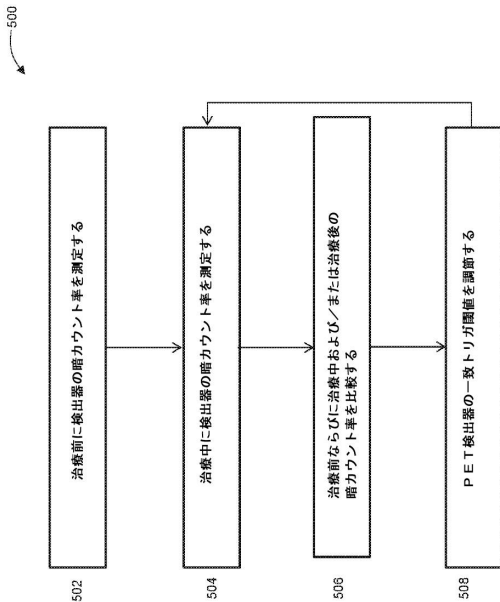 500
502
治療前に検出器の暗カウント率を測定する
504
治療中に検出器の暗カウント率を測定する
506
治療前ならびに治療中および/または治療後の
暗カウント率を比較する
508
PET検出器の一致トリガ閾値を調節する